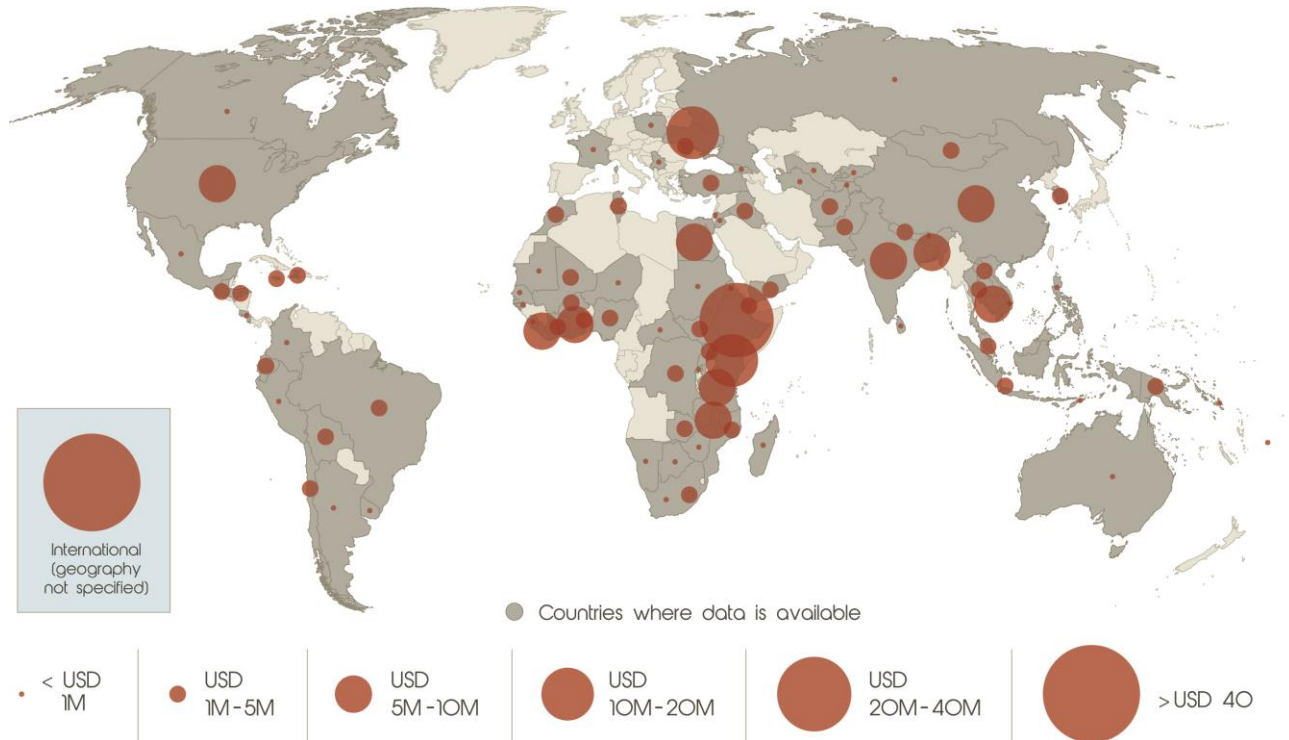 International
(geography
not specified)
Countries where data is available
< USD
1M
USD
1M-5M
USD
5M-10M
USD
10M-20M
USD
20M-40M
> USD 40